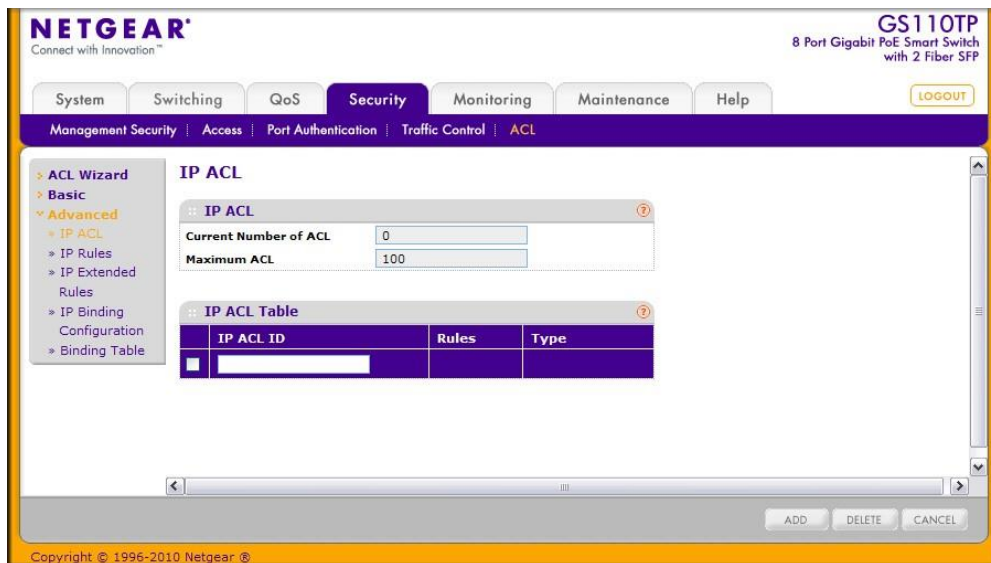 NETGEAR®
Connect with Innovation™
GS110TP
8 Port Gigabit PoE Smart Switch
with 2 Fiber SFP
System
Switching
QoS
Security
Monitoring
Maintenance
Help
LOGOUT
Management Security | Access | Port Authentication | Traffic Control | ACL
ACL Wizard
Basic
Advanced
» IP ACL
» IP Rules
» IP Extended
Rules
» IP Binding
Configuration
» Binding Table
IP ACL
IP ACL
?
Current Number of ACL 0
Maximum ACL 100
IP ACL Table
?
IP ACL ID Rules Type
ADD DELETE CANCEL
Copyright © 1996-2010 Netgear ®